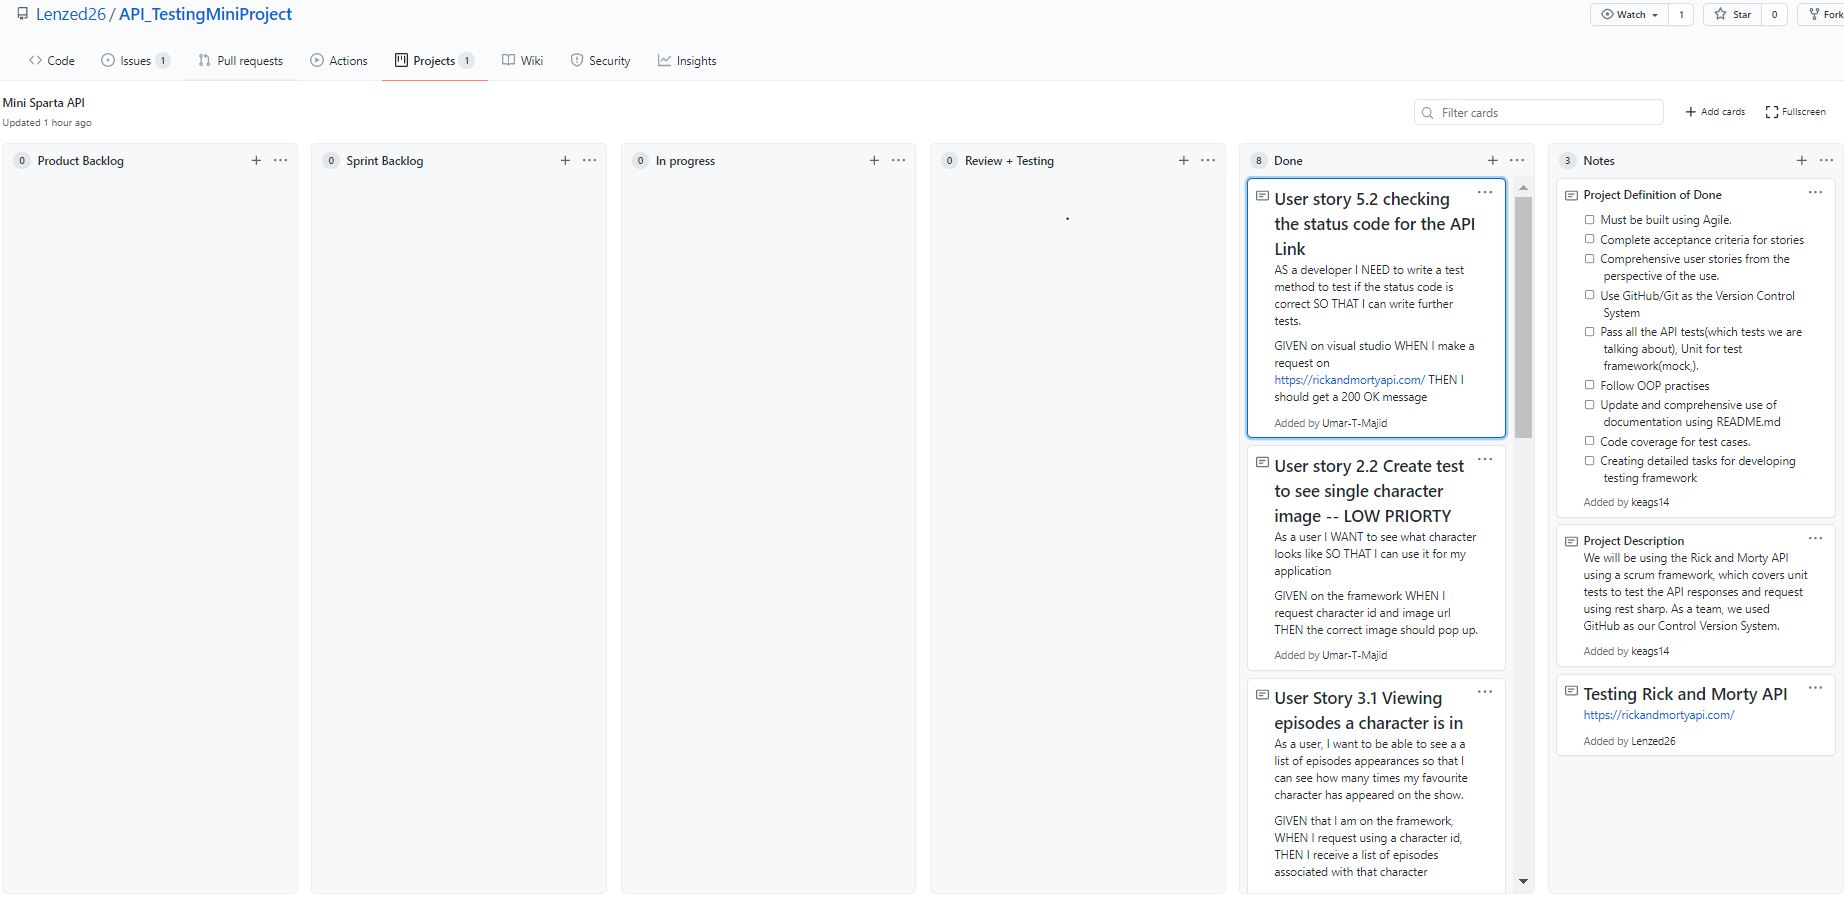 Lenzed26 / API_TestingMiniProject
Watch 1 Star 0 Fork
Code Issues 1 Pull requests Actions Projects 1 Wiki Security Insights
Mini Sparta API
Updated 1 hour ago
Filter cards
Add cards
Fullscreen
0 Product Backlog
0 Sprint Backlog
0 In progress
0 Review + Testing
8 Done
User story 5.2 checking
the status code for the API
Link
AS a developer I NEED to write a test
method to test if the status code is
correct SO THAT I can write further
tests.
GIVEN on visual studio WHEN I make a
request on
https://rickandmortyapi.com/ THEN I
should get a 200 OK message
Added by Umar-T-Majid
User story 2.2 Create test
to see single character
image -- LOW PRIORTY
As a user I WANT to see what character
looks like SO THAT I can use it for my
application
GIVEN on the framework WHEN I
request character id and image url
THEN the correct image should pop up.
Added by Umar-T-Majid
User Story 3.1 Viewing
episodes a character is in
As a user, I want to be able to see a a
list of episodes appearances so that I
can see how many times my favourite
character has appeared on the show.
GIVEN that I am on the framework,
WHEN I request using a character id,
THEN I receive a list of episodes
associated with that character
3 Notes
Project Definition of Done
Must be built using Agile.
Complete acceptance criteria for stories
Comprehensive user stories from the
perspective of the use.
Use GitHub/Git as the Version Control
System
Pass all the API tests(which tests we are
talking about), Unit for test
framework(mock,).
Follow OOP practises
Update and comprehensive use of
documentation using README.md
Code coverage for test cases.
Creating detailed tasks for developing
testing framework
Added by keags14
Project Description
We will be using the Rick and Morty API
using a scrum framework, which covers unit
tests to test the API responses and request
using rest sharp. As a team, we used
GitHub as our Control Version System.
Added by keags14
Testing Rick and Morty API
https://rickandmortyapi.com/
Added by Lenzed26